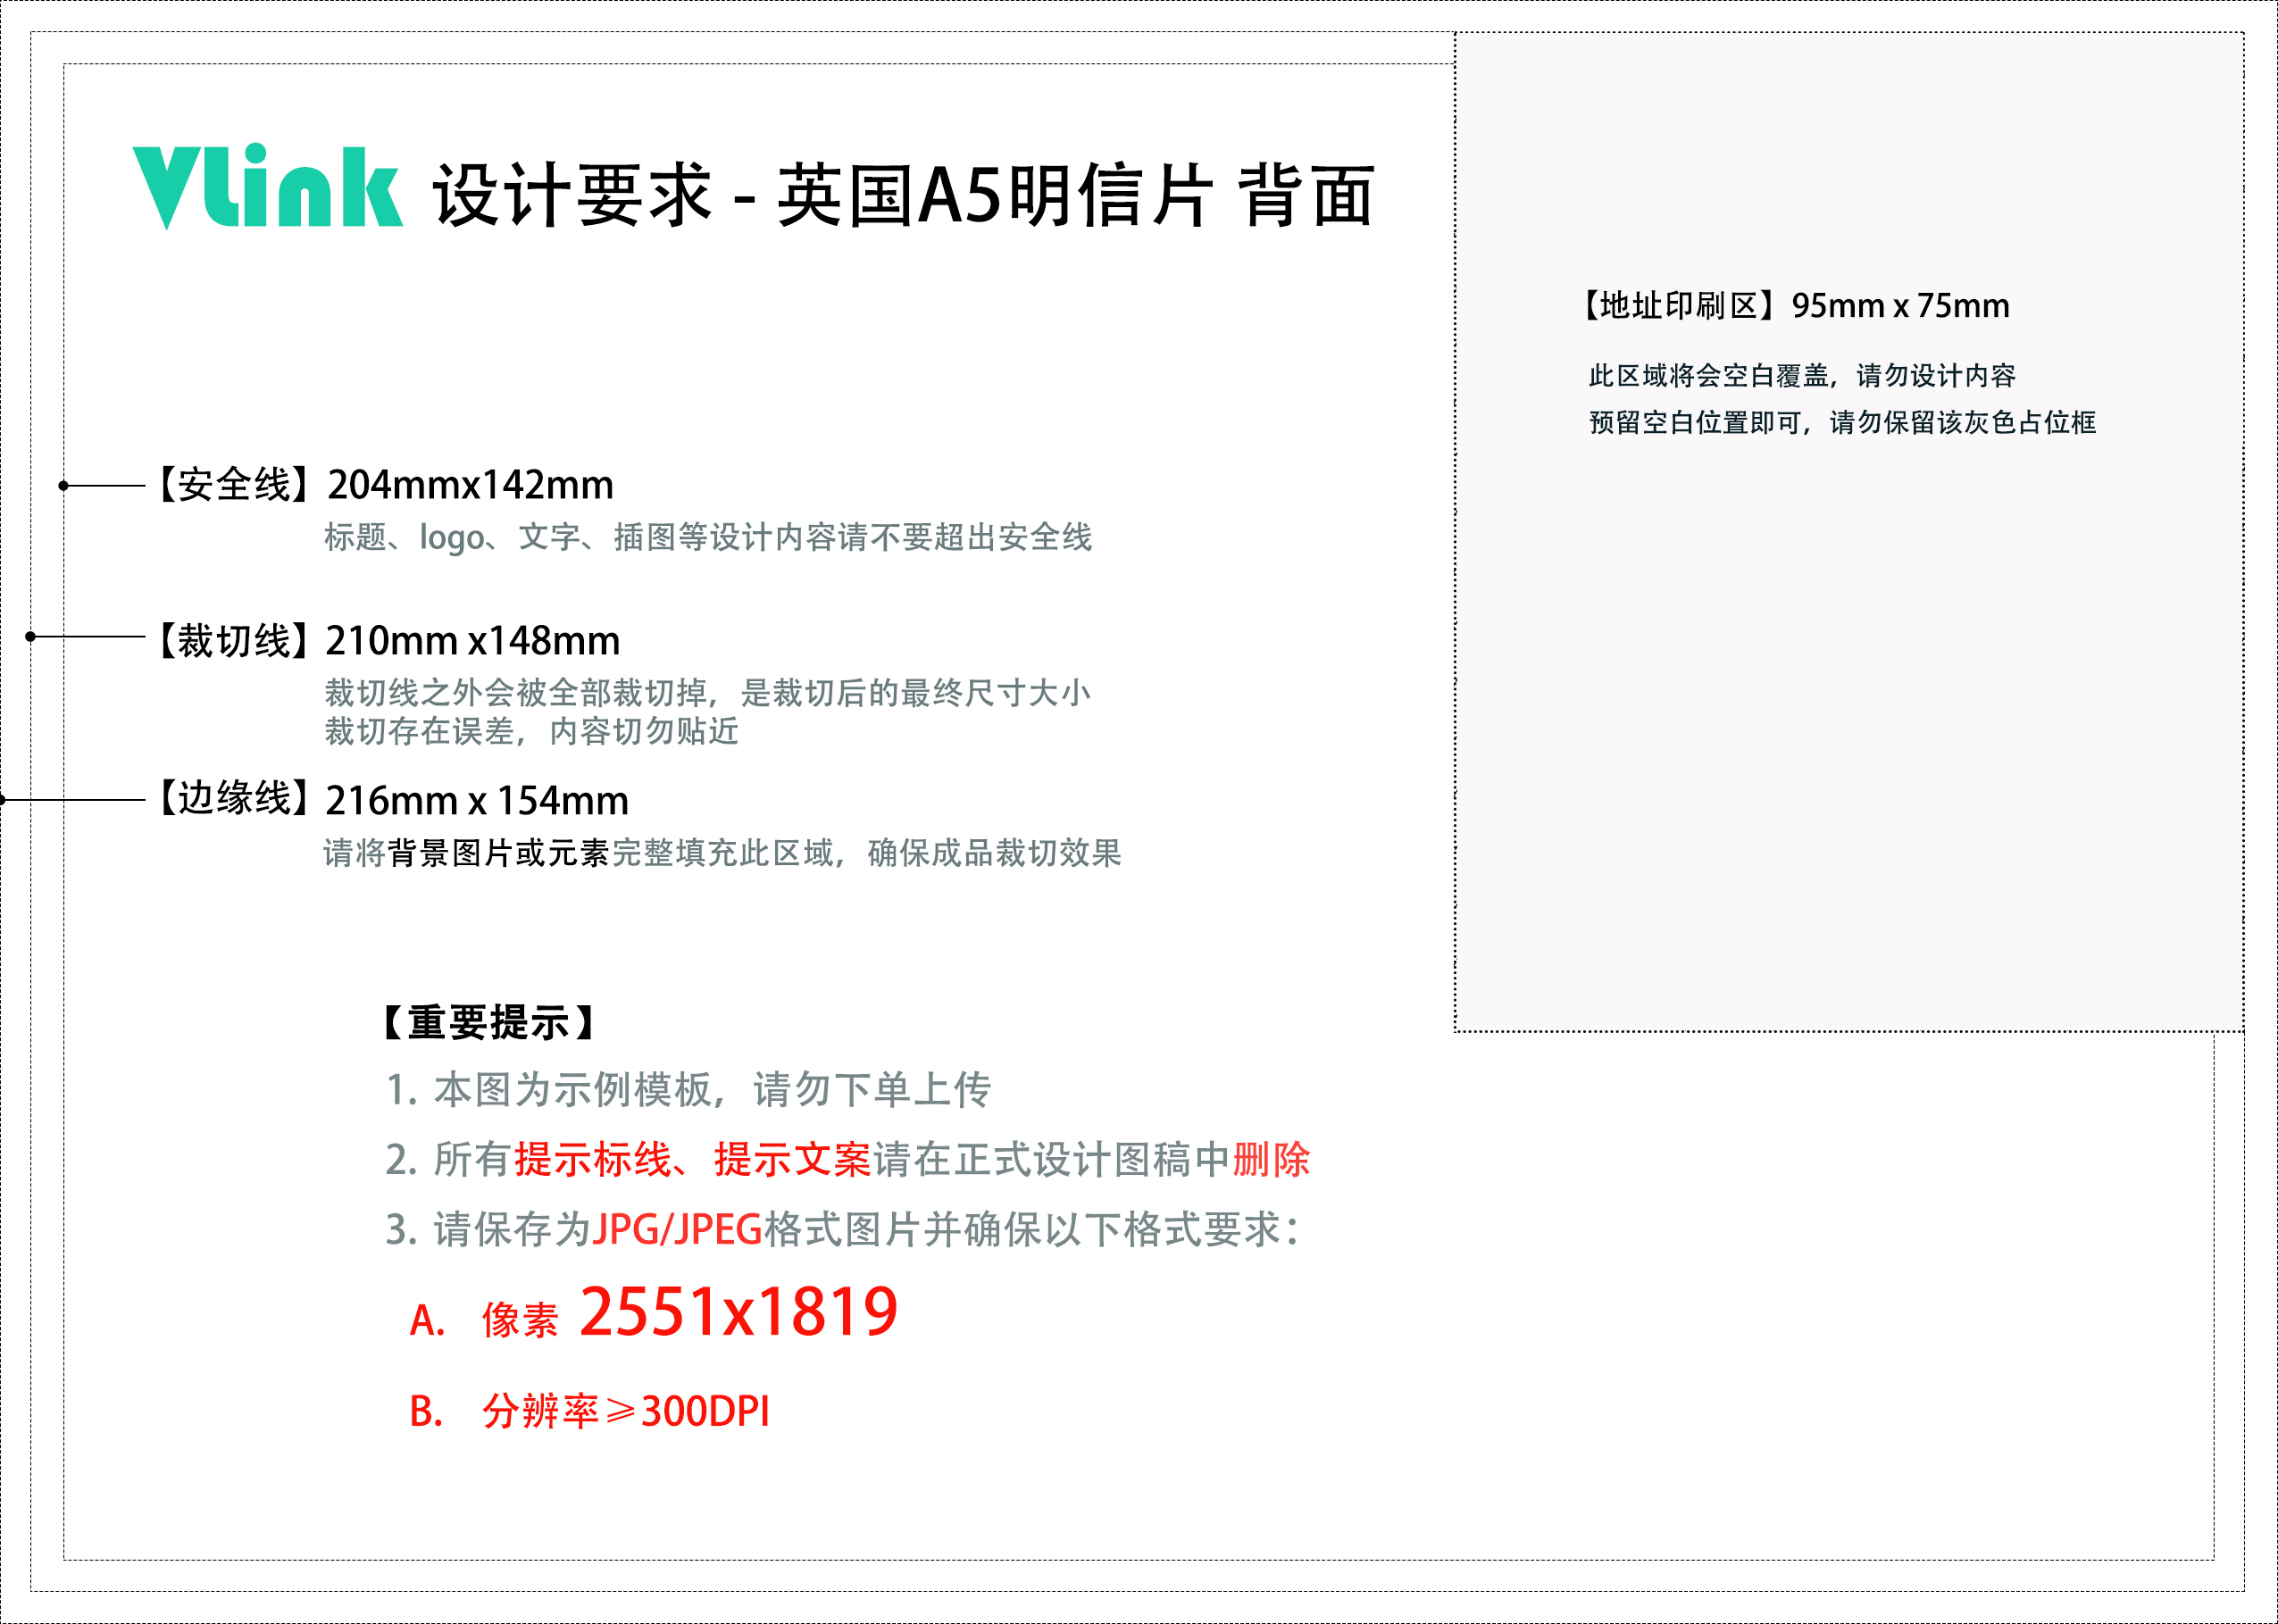 Vlink 设计要求 - 英国A5明信片 背面
【地址印刷区】95mm x 75mm
此区域将会空白覆盖，请勿设计内容
预留空白位置即可，请勿保留该灰色占位框
【安全线】204mmx142mm
标题、logo、文字、插图等设计内容请不要超出安全线
【裁切线】210mm x148mm
裁切线之外会被全部裁切掉，是裁切后的最终尺寸大小
裁切存在误差，内容切勿贴近
【边缘线】216mm x 154mm
请将背景图片或元素完整填充此区域，确保成品裁切效果
【重要提示】
1. 本图为示例模板，请勿下单上传
2. 所有提示标线、提示文案请在正式设计图稿中删除
3. 请保存为JPG/JPEG格式图片并确保以下格式要求：
A. 像素 2551x1819
B. 分辨率≥300DPI